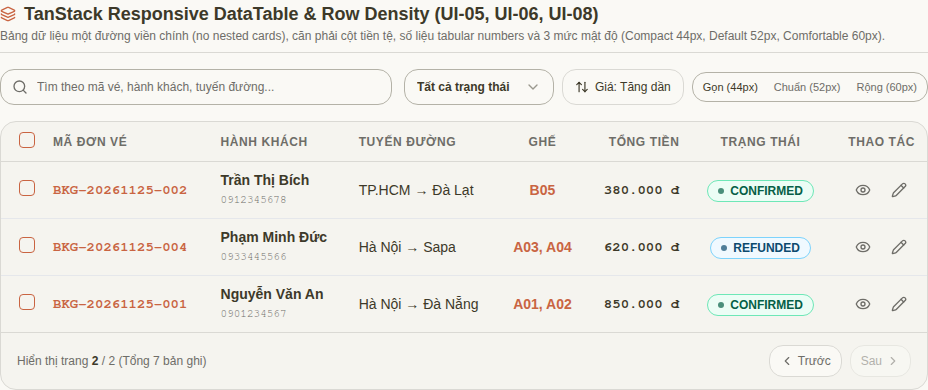 TanStack Responsive DataTable & Row Density (UI-05, UI-06, UI-08)
Bảng dữ liệu một đường viền chính (no nested cards), căn phải cột tiền tệ, số liệu tabular numbers và 3 mức mật độ (Compact 44px, Default 52px, Comfortable 60px).
Tìm theo mã vé, hành khách, tuyến đường... Tất cả trạng thái Giá: Tăng dần Gọn (44px) Chuẩn (52px) Rộng (60px)
MÃ ĐƠN VÉ HÀNH KHÁCH TUYẾN ĐƯỜNG GHẾ TỔNG TIỀN TRẠNG THÁI THAO TÁC
BKG-20261125-002 Trần Thị Bích TP.HCM → Đà Lạt B05 380.000 đ CONFIRMED
0912345678
BKG-20261125-004 Phạm Minh Đức Hà Nội → Sapa A03, A04 620.000 đ REFUNDED
0933445566
BKG-20261125-001 Nguyễn Văn An Hà Nội → Đà Nẵng A01, A02 850.000 đ CONFIRMED
0901234567
Hiển thị trang 2 / 2 (Tổng 7 bản ghi) Trước Sau